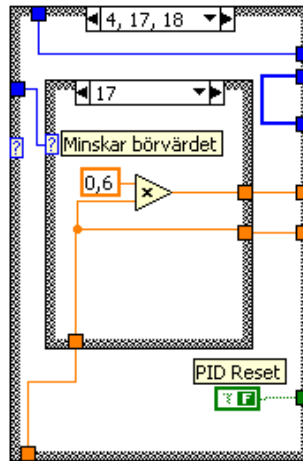 4, 17, 18
17
?
?
Minskar börvärdet
0,6
×
PID Reset
F